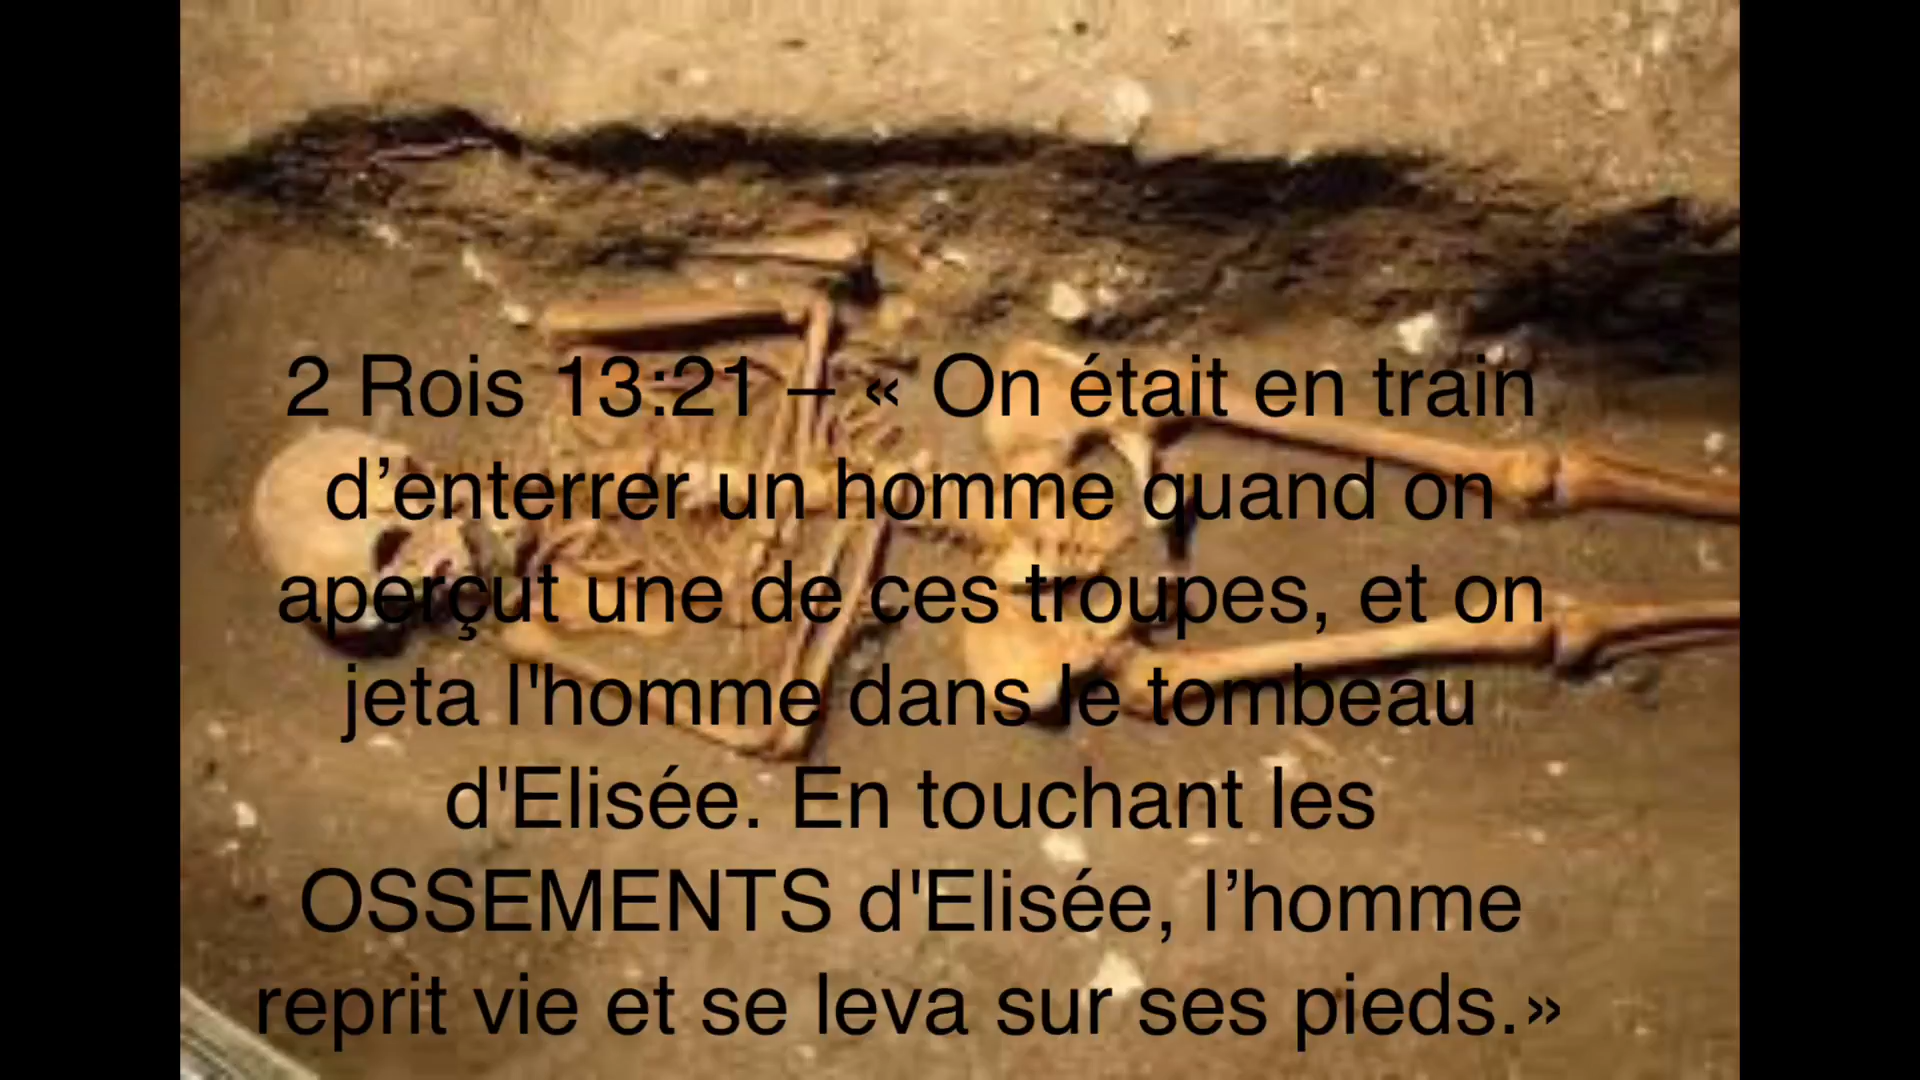 2 Rois 13:21 – « On était en train
d’enterrer un homme quand on
aperçut une de ces troupes, et on
jeta l'homme dans le tombeau
d'Elisée. En touchant les
OSSEMENTS d'Elisée, l’homme
reprit vie et se leva sur ses pieds.»